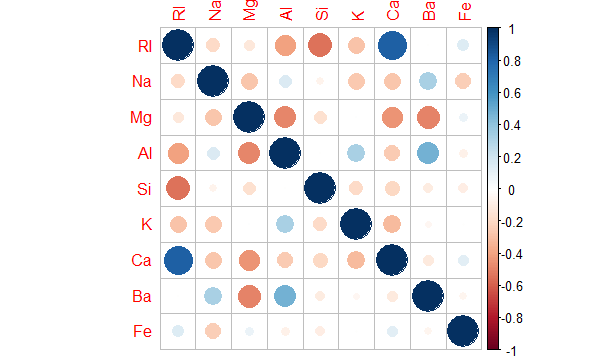 RI Na Mg Al Si K Ca Ba Fe
RI
Na
Mg
Al
Si
K
Ca
Ba
Fe
1
0.8
0.6
0.4
0.2
0
-0.2
-0.4
-0.6
-0.8
-1